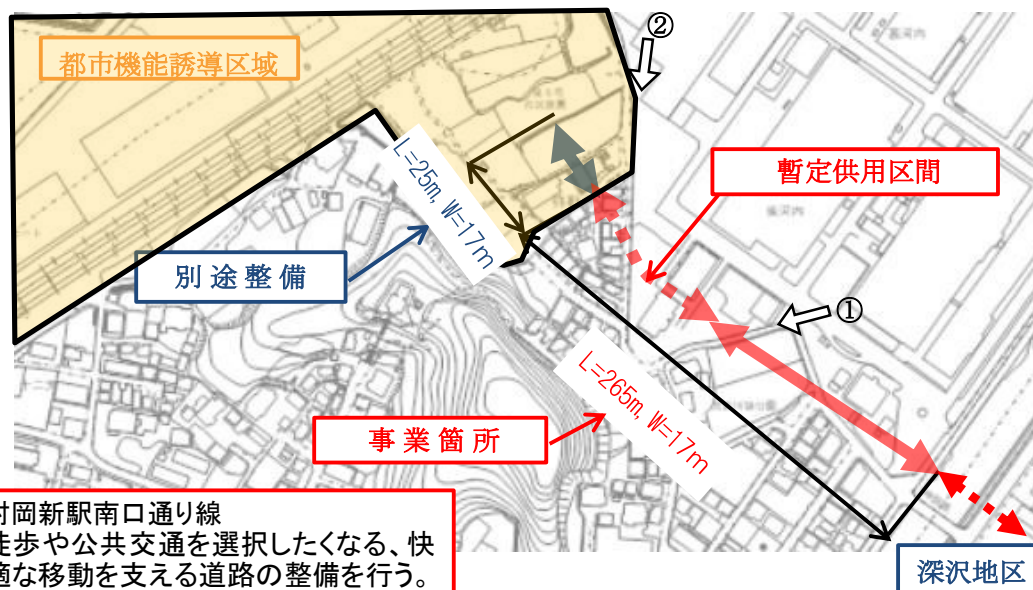 ②
都市機能誘導区域
L=25m, W=17m
暫定供用区間
別途整備
①
L=265m, W=17m
事業箇所
村岡新駅南口通り線
徒歩や公共交通を選択したくなる、快
適な移動を支える道路の整備を行う。
深沢地区